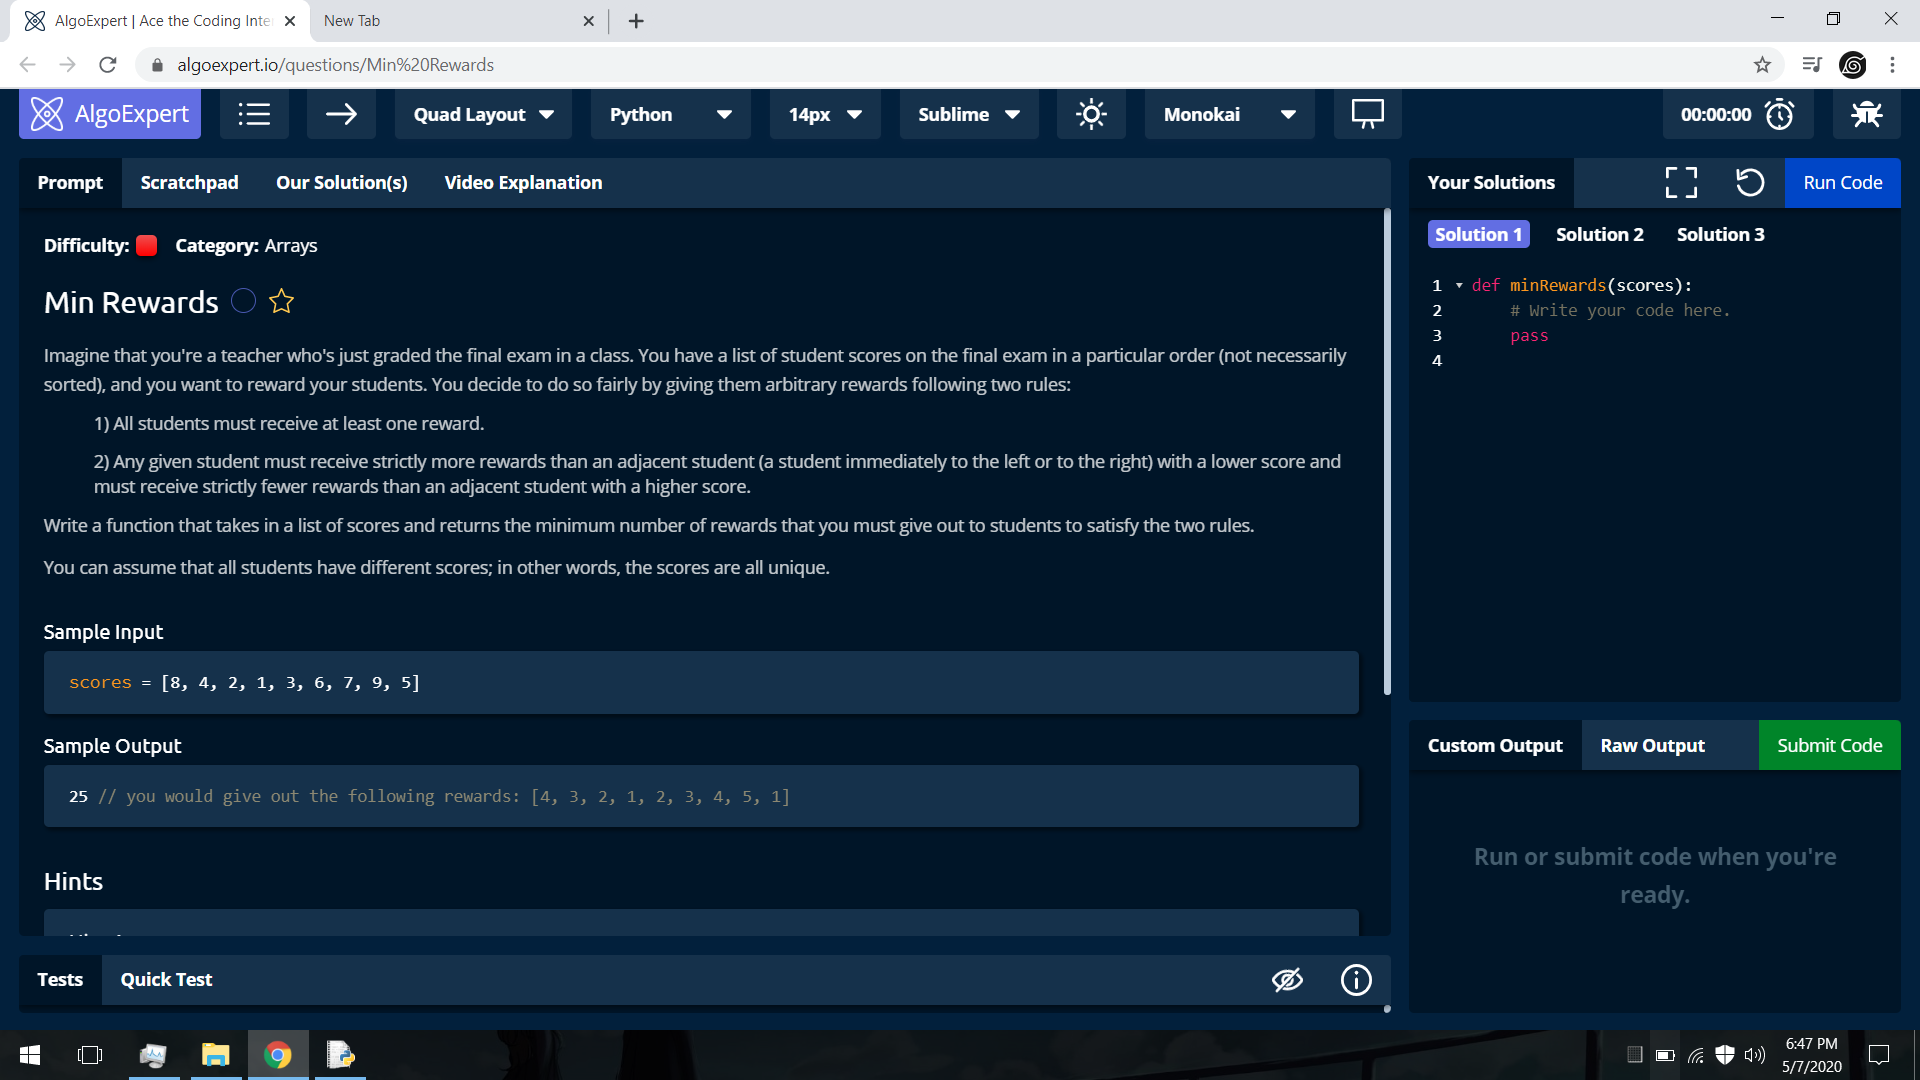 AlgoExpert | Ace the Coding Inte
New Tab
algoexpert.io/questions/Min%20Rewards
AlgoExpert
Quad Layout
Python
14px
Sublime
Monokai
00:00:00
Prompt
Scratchpad
Our Solution(s)
Video Explanation
Difficulty:
Category: Arrays
Min Rewards
Imagine that you're a teacher who's just graded the final exam in a class. You have a list of student scores on the final exam in a particular order (not necessarily
sorted), and you want to reward your students. You decide to do so fairly by giving them arbitrary rewards following two rules:
1) All students must receive at least one reward.
2) Any given student must receive strictly more rewards than an adjacent student (a student immediately to the left or to the right) with a lower score and
must receive strictly fewer rewards than an adjacent student with a higher score.
Write a function that takes in a list of scores and returns the minimum number of rewards that you must give out to students to satisfy the two rules.
You can assume that all students have different scores; in other words, the scores are all unique.
Sample Input
scores = [8, 4, 2, 1, 3, 6, 7, 9, 5]
Sample Output
25 // you would give out the following rewards: [4, 3, 2, 1, 2, 3, 4, 5, 1]
Hints
Tests
Quick Test
Your Solutions
Run Code
Solution 1
Solution 2
Solution 3
1 def minRewards(scores):
2 # Write your code here.
3 pass
4
Custom Output
Raw Output
Submit Code
Run or submit code when you're
ready.
6:47 PM
5/7/2020